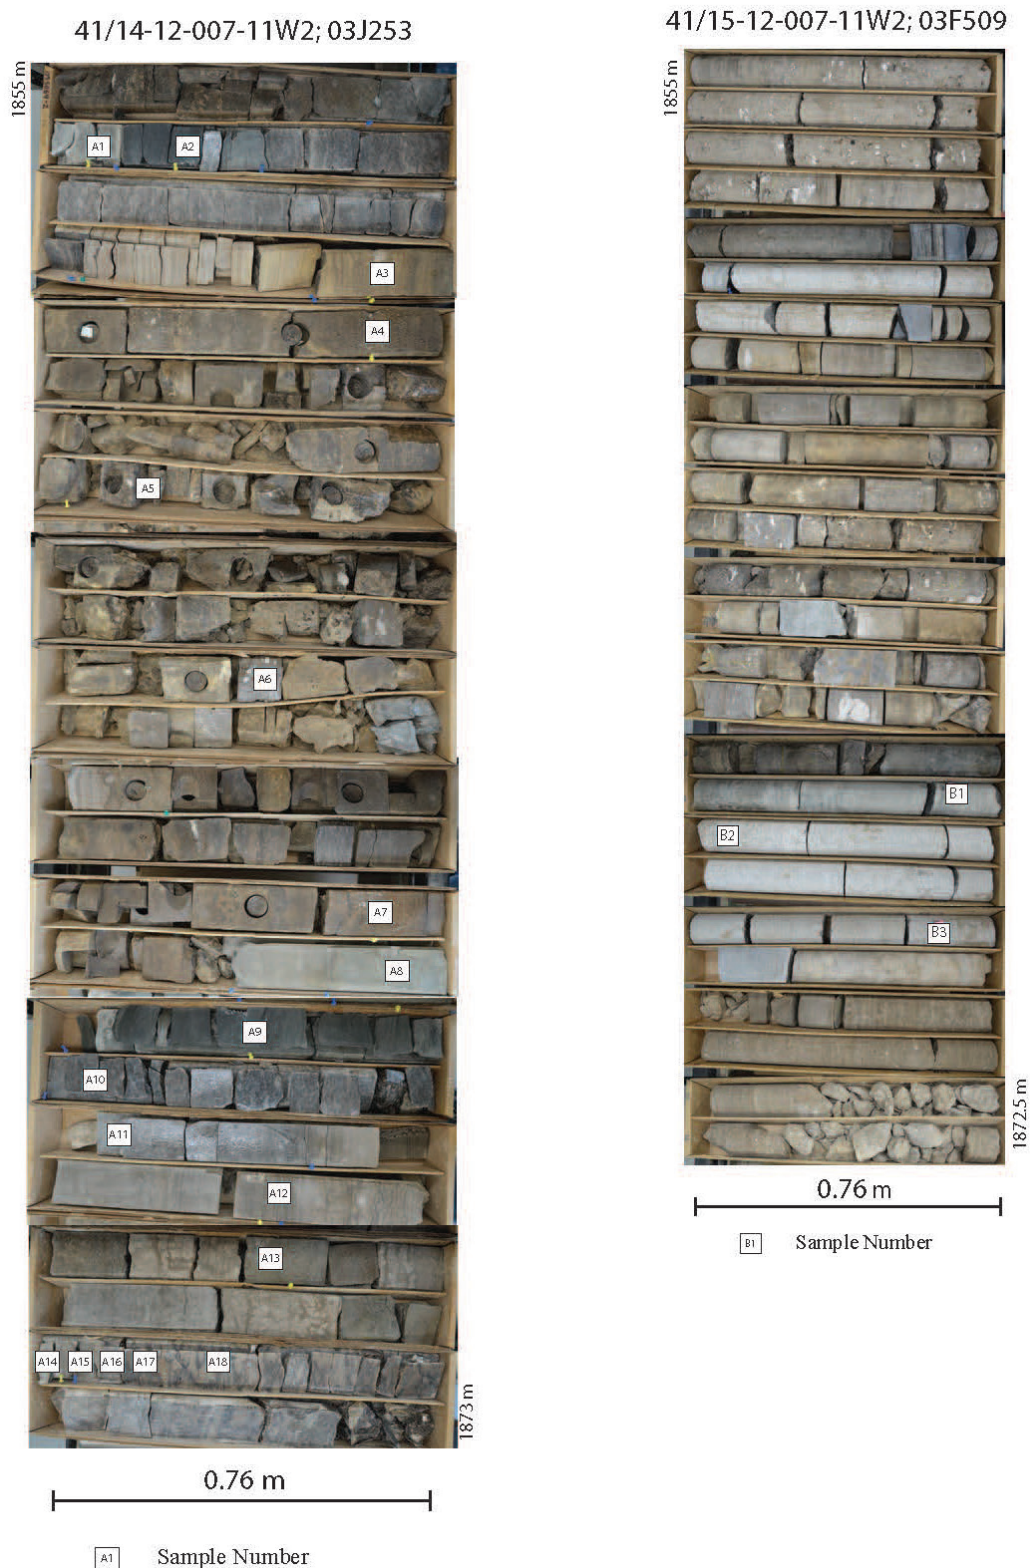 41/14-12-007-11W2; 03J253
1855 m
A1
A2
A3
A4
A5
A6
A7
A8
A9
A10
A11
A12
A13
A14
A15
A16
A17
A18
1873 m
0.76 m
A1 Sample Number
41/15-12-007-11W2; 03F509
1855 m
B1
B2
B3
1872.5 m
0.76 m
B1 Sample Number